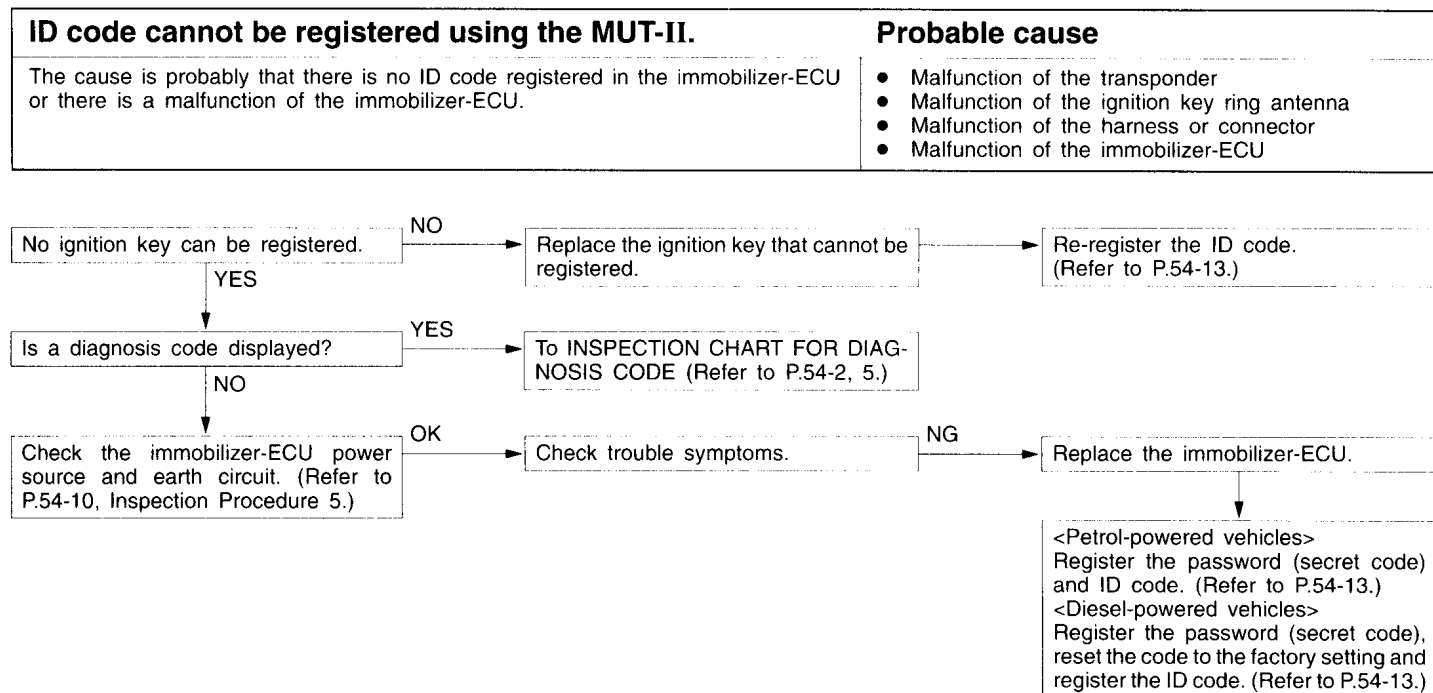 ID code cannot be registered using the MUT-II.
Probable cause
The cause is probably that there is no ID code registered in the immobilizer-ECU
or there is a malfunction of the immobilizer-ECU.
● Malfunction of the transponder
● Malfunction of the ignition key ring antenna
● Malfunction of the harness or connector
● Malfunction of the immobilizer-ECU
No ignition key can be registered.
NO
Replace the ignition key that cannot be
registered.
Re-register the ID code.
(Refer to P.54-13.)
YES
Is a diagnosis code displayed?
YES
To INSPECTION CHART FOR DIAG-
NOSIS CODE (Refer to P.54-2, 5.)
NO
Check the immobilizer-ECU power
source and earth circuit. (Refer to
P.54-10, Inspection Procedure 5.)
OK
Check trouble symptoms.
NG
Replace the immobilizer-ECU.
<Petrol-powered vehicles>
Register the password (secret code)
and ID code. (Refer to P.54-13.)
<Diesel-powered vehicles>
Register the password (secret code),
reset the code to the factory setting and
register the ID code. (Refer to P.54-13.)